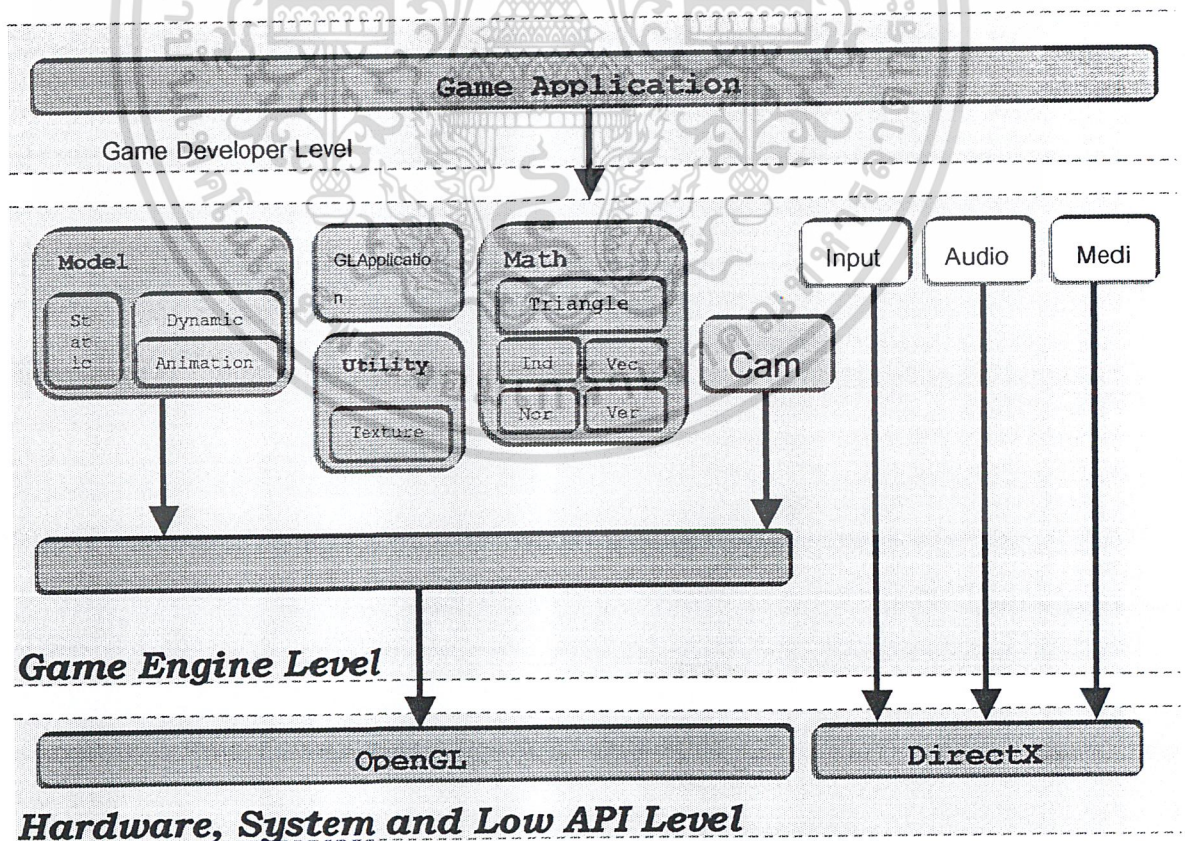 Game Application
Game Developer Level
Model
St
at
ic
Dynamic
Animation
GLApplicatio
n
Utility
Texture
Math
Triangle
Ind
Vec
Nor
Ver
Cam
Input
Audio
Medi
Game Engine Level
OpenGL
DirectX
Hardware, System and Low API Level